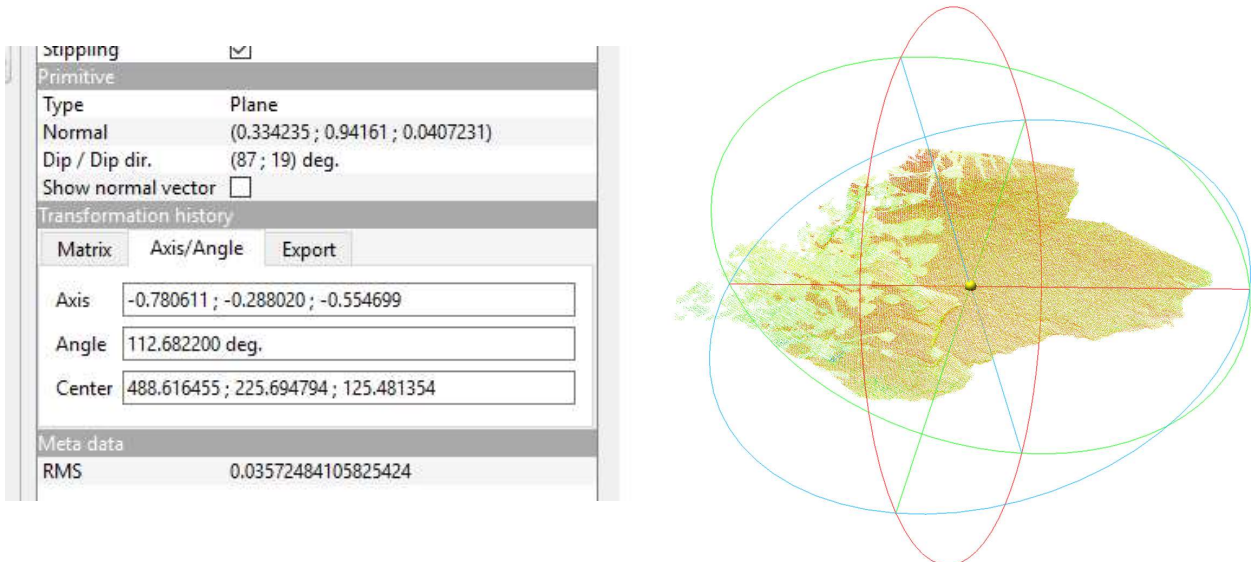 Stippling
Primitive
Type Plane
Normal (0.334235 ; 0.94161 ; 0.0407231)
Dip / Dip dir. (87 ; 19) deg.
Show normal vector
Transformation history
Matrix Axis/Angle Export
Axis -0.780611 ; -0.288020 ; -0.554699
Angle 112.682200 deg.
Center 488.616455 ; 225.694794 ; 125.481354
Meta data
RMS 0.03572484105825424